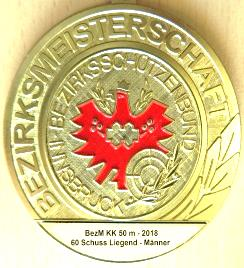 BEZIRKSMEISTERSCHAFT
BEZIRKSSCHÜTZENBUND
INNSBRUCK
BezM KK 50 m - 2018
60 Schuss Liegend - Männer